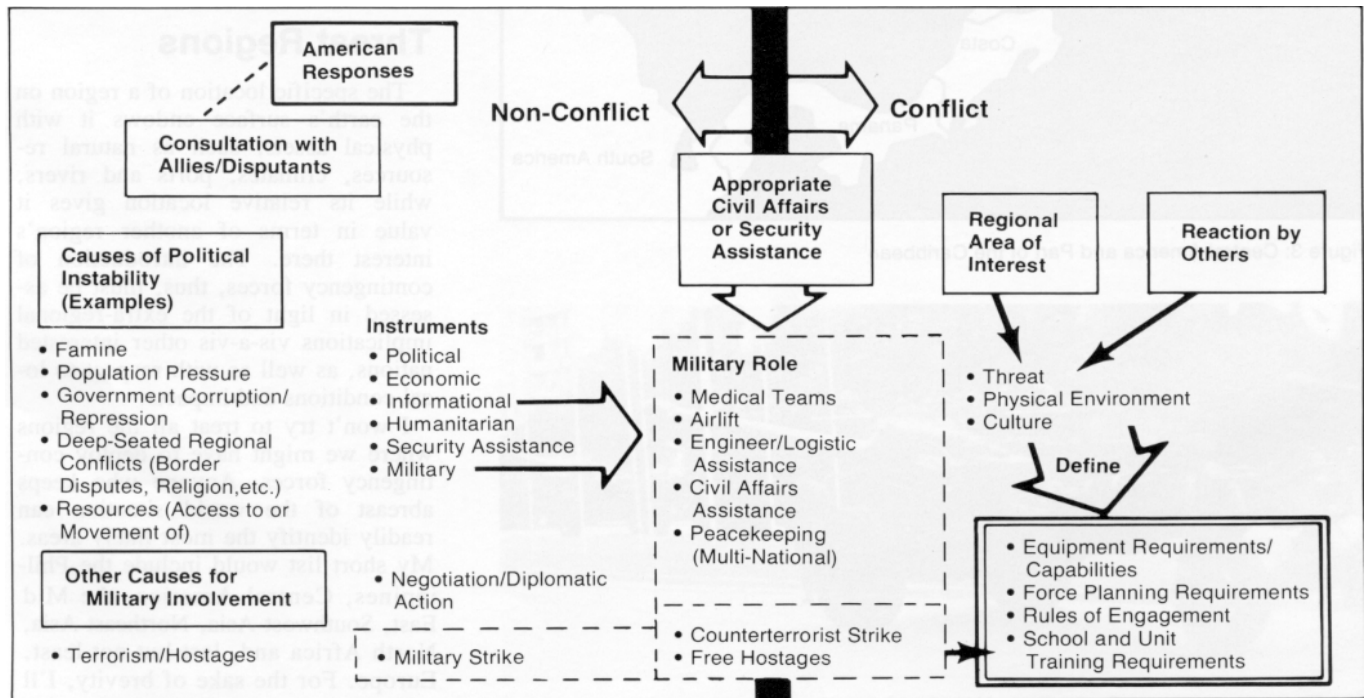 American
Responses
Consultation with
Allies/Disputants
Causes of Political
Instability
(Examples)
• Famine
• Population Pressure
• Government Corruption/
Repression
• Deep-Seated Regional
Conflicts (Border
Disputes, Religion,etc.)
• Resources (Access to or
Movement of)
Other Causes for
Military Involvement
• Terrorism/Hostages
Instruments
• Political
• Economic
• Informational
• Humanitarian
• Security Assistance
• Military
• Negotiation/Diplomatic
Action
• Military Strike
Non-Conflict
Conflict
Appropriate
Civil Affairs
or Security
Assistance
Military Role
• Medical Teams
• Airlift
• Engineer/Logistic
Assistance
• Civil Affairs
Assistance
• Peacekeeping
(Multi-National)
• Counterterrorist Strike
• Free Hostages
Regional
Area of
Interest
Reaction by
Others
• Threat
• Physical Environment
• Culture
Define
• Equipment Requirements/
Capabilities
• Force Planning Requirements
• Rules of Engagement
• School and Unit
Training Requirements